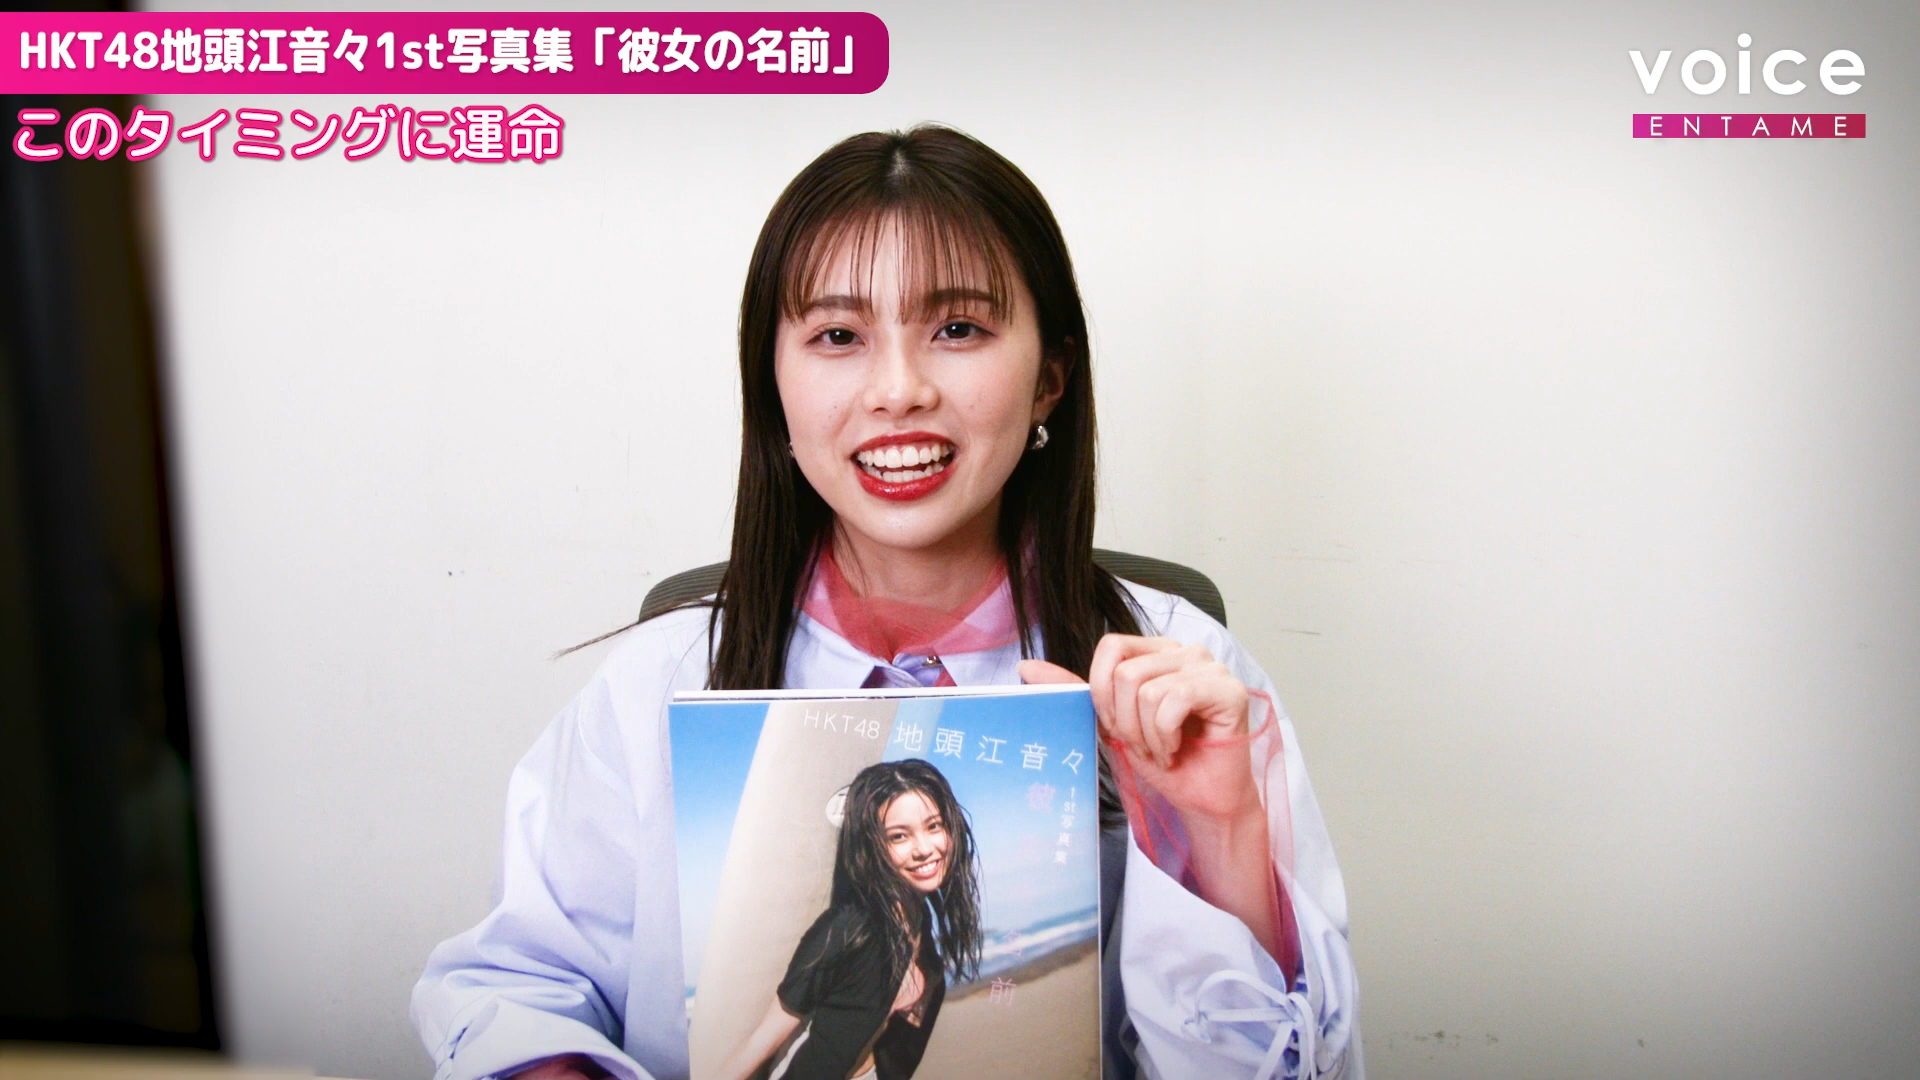 HKT48地頭江音々1st写真集「彼女の名前」
このタイミングに運命
voice
ENTAME
HKT48 地頭江音々
1st写真集
彼
前